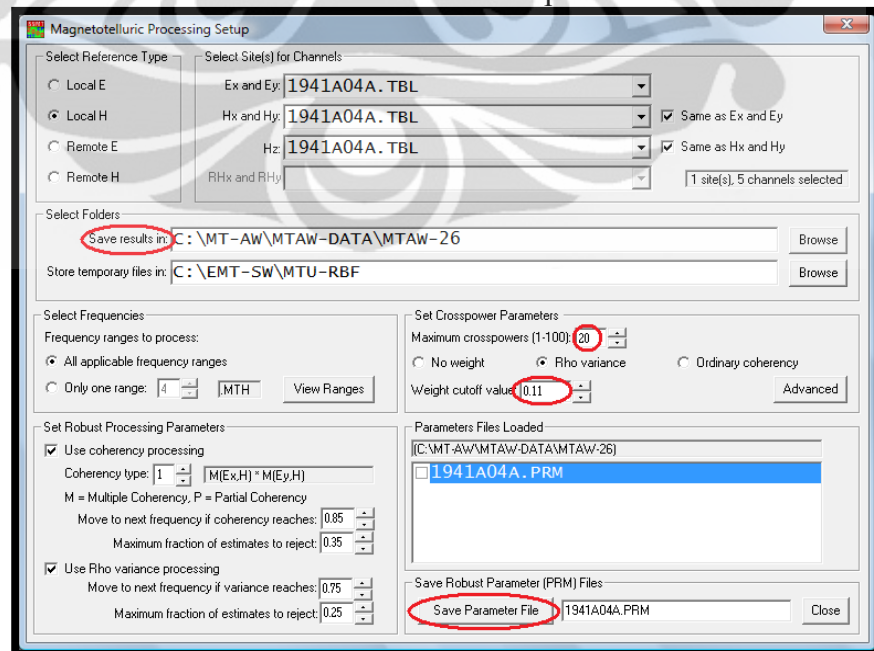 Magnetotelluric Processing Setup
Select Reference Type
Local E
Local H
Remote E
Remote H
Select Site(s) for Channels
Ex and Ey: 1941A04A.TBL
Hx and Hy: 1941A04A.TBL Same as Ex and Ey
Hz: 1941A04A.TBL Same as Hx and Hy
RHx and RHy 1 site(s), 5 channels selected
Select Folders
Save results in: C:\MT-AW\MTAW-DATA\MTAW-26 Browse
Store temporary files in: C:\EMT-SW\MTU-RBF Browse
Select Frequencies
Frequency ranges to process:
All applicable frequency ranges
Only one range: 4 .MTH View Ranges
Set Crosspower Parameters
Maximum crosspowers (1-100): 20
No weight Rho variance Ordinary coherency
Weight cutoff value: 0.11 Advanced
Set Robust Processing Parameters
Use coherency processing
Coherency type: 1 M(Ex,H) * M(Ey,H)
M = Multiple Coherency, P = Partial Coherency
Move to next frequency if coherency reaches: 0.85
Maximum fraction of estimates to reject: 0.35
Use Rho variance processing
Move to next frequency if variance reaches: 0.75
Maximum fraction of estimates to reject: 0.25
Parameters Files Loaded
(C:\MT-AW\MTAW-DATA\MTAW-26)
1941A04A.PRM
Save Robust Parameter (PRM) Files
Save Parameter File 1941A04A.PRM Close